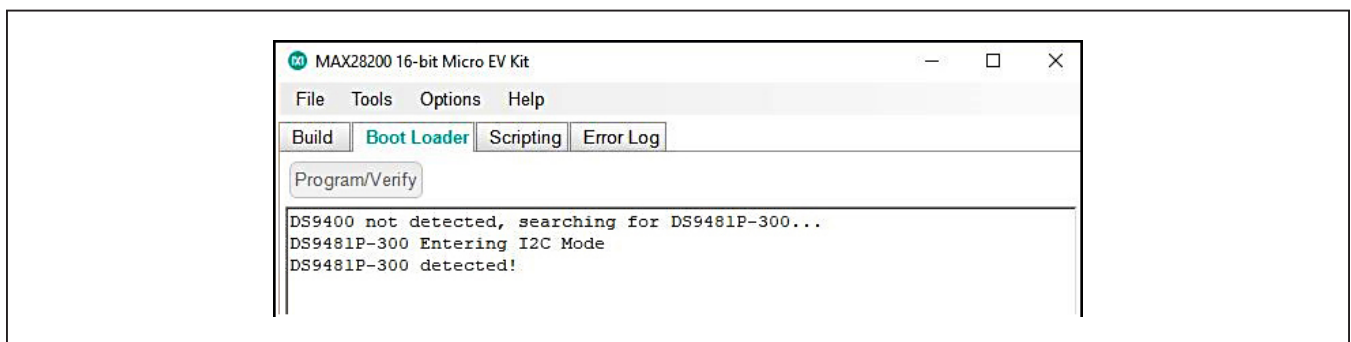 MAX28200 16-bit Micro EV Kit
File Tools Options Help
Build Boot Loader Scripting Error Log
Program/Verify
DS9400 not detected, searching for DS9481P-300...
DS9481P-300 Entering I2C Mode
DS9481P-300 detected!